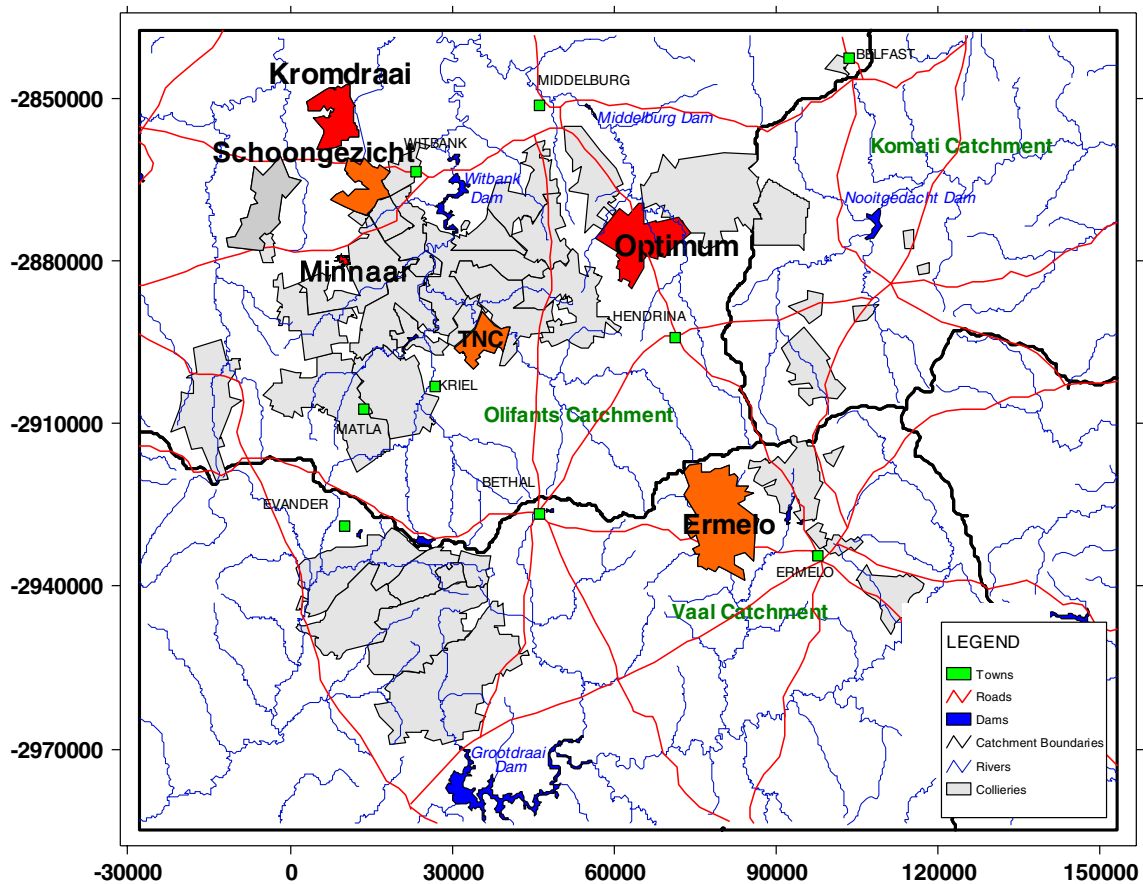 BELFAST
Kromdraai
MIDDELBURG
-2850000
Middelburg Dam
WITBANK
Komati Catchment
Schoongezicht
Witbank
Dam
Nooitgedacht Dam
Optimum
-2880000
Minnaar
HENDRINA
TNC
KRIEL
-2910000
Olifants Catchment
MATLA
BETHAL
EVANDER
Ermelo
ERMELO
-2940000
Vaal Catchment
LEGEND
Towns
Roads
Dams
Catchment Boundaries
Rivers
Collieries
-2970000
Grootdraai
Dam
-30000 0 30000 60000 90000 120000 150000